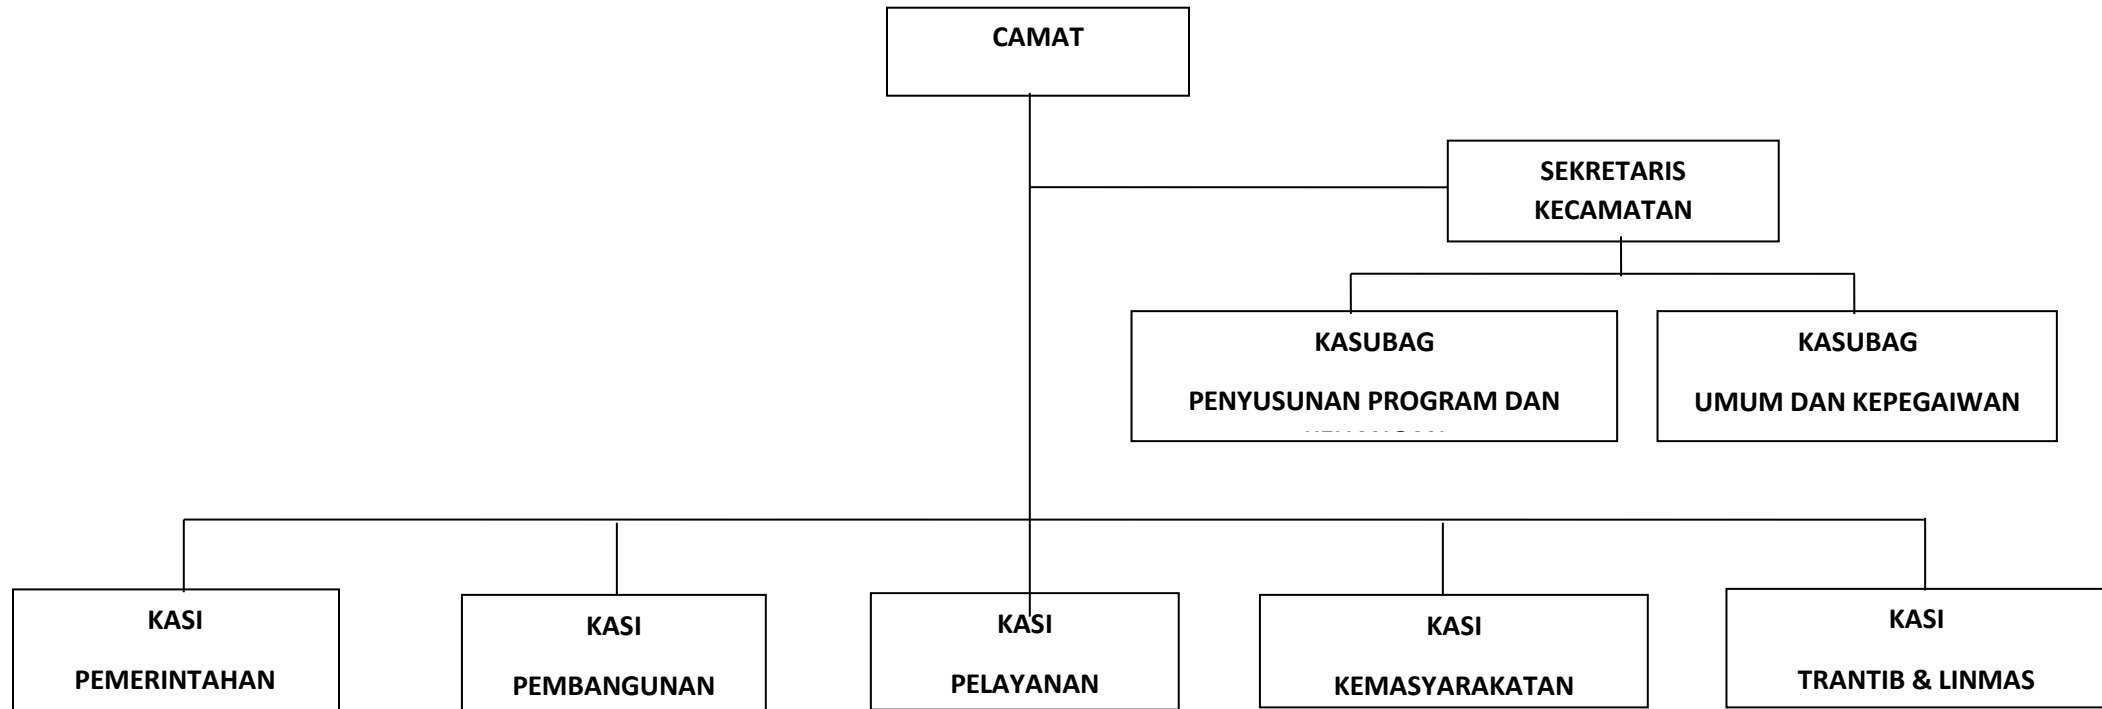 CAMAT
SEKRETARIS
KECAMATAN
KASUBAG
PENYUSUNAN PROGRAM DAN
KASUBAG
UMUM DAN KEPEGAIWAN
KASI
PEMERINTAHAN
KASI
PEMBANGUNAN
KASI
PELAYANAN
KASI
KEMASYARAKATAN
KASI
TRANTIB & LINMAS